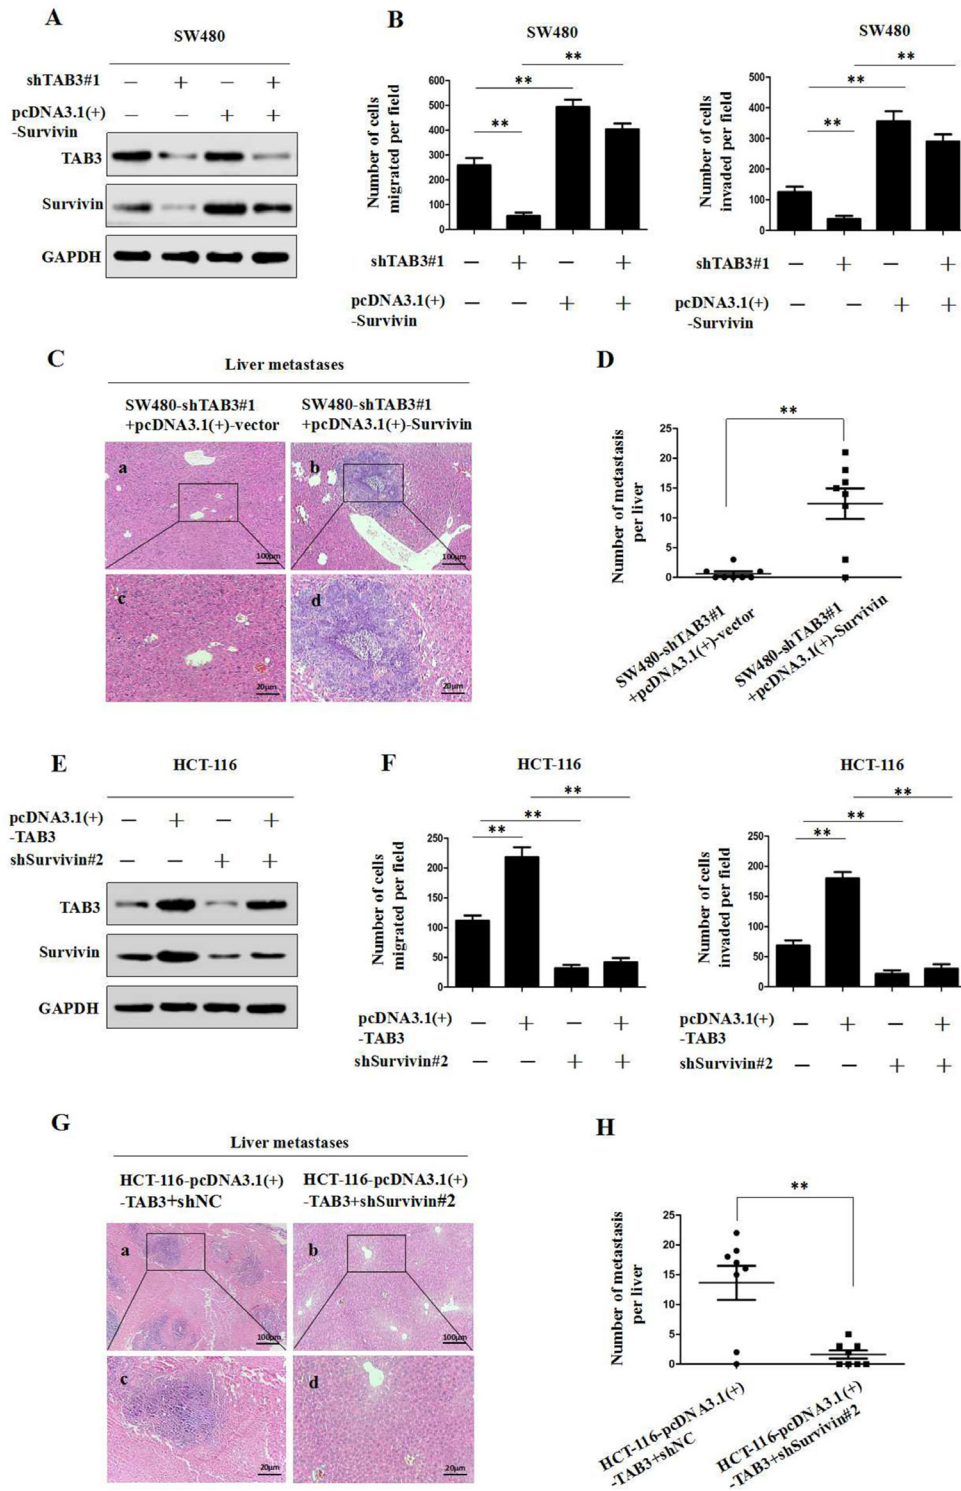 A
SW480
shTAB3#1 − + − +
pcDNA3.1(+) − − + +
-Survivin
TAB3
Survivin
GAPDH
B
SW480
** 
**
**
Number of cells
migrated per field
600
500
400
300
200
100
0
shTAB3#1 − + − +
pcDNA3.1(+) − − + +
-Survivin
SW480
**
**
**
Number of cells
invaded per field
500
400
300
200
100
0
shTAB3#1 − + − +
pcDNA3.1(+) − − + +
-Survivin
C
Liver metastases
SW480-shTAB3#1
+pcDNA3.1(+)-vector
SW480-shTAB3#1
+pcDNA3.1(+)-Survivin
a
100μm
b
100μm
c
20μm
d
20μm
D
**
Number of metastasis
per liver
25
20
15
10
5
0
SW480-shTAB3#1
+pcDNA3.1(+)-vector
SW480-shTAB3#1
+pcDNA3.1(+)-Survivin
E
HCT-116
pcDNA3.1(+) − + − +
-TAB3
shSurvivin#2 − − + +
TAB3
Survivin
GAPDH
F
HCT-116
**
**
**
Number of cells
migrated per field
250
200
150
100
50
0
pcDNA3.1(+) − + − +
-TAB3
shSurvivin#2 − − + +
HCT-116
**
**
**
Number of cells
invaded per field
250
200
150
100
50
0
pcDNA3.1(+) − + − +
-TAB3
shSurvivin#2 − − + +
G
Liver metastases
HCT-116-pcDNA3.1(+)
-TAB3+shNC
HCT-116-pcDNA3.1(+)
-TAB3+shSurvivin#2
a
100μm
b
100μm
c
20μm
d
20μm
H
**
Number of metastasis
per liver
25
20
15
10
5
0
HCT-116-pcDNA3.1(+)
-TAB3+shNC
HCT-116-pcDNA3.1(+)
-TAB3+shSurvivin#2